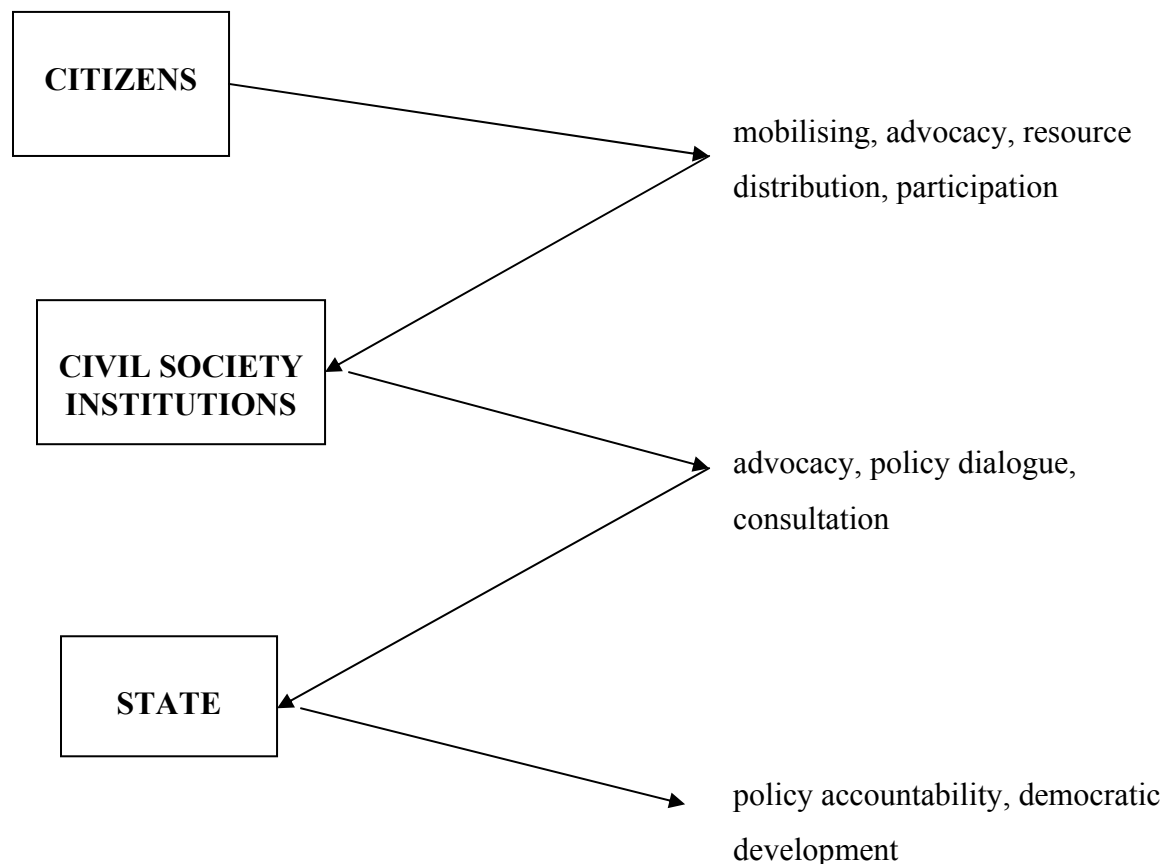 CITIZENS
mobilising, advocacy, resource
distribution, participation
CIVIL SOCIETY
INSTITUTIONS
advocacy, policy dialogue,
consultation
STATE
policy accountability, democratic
development